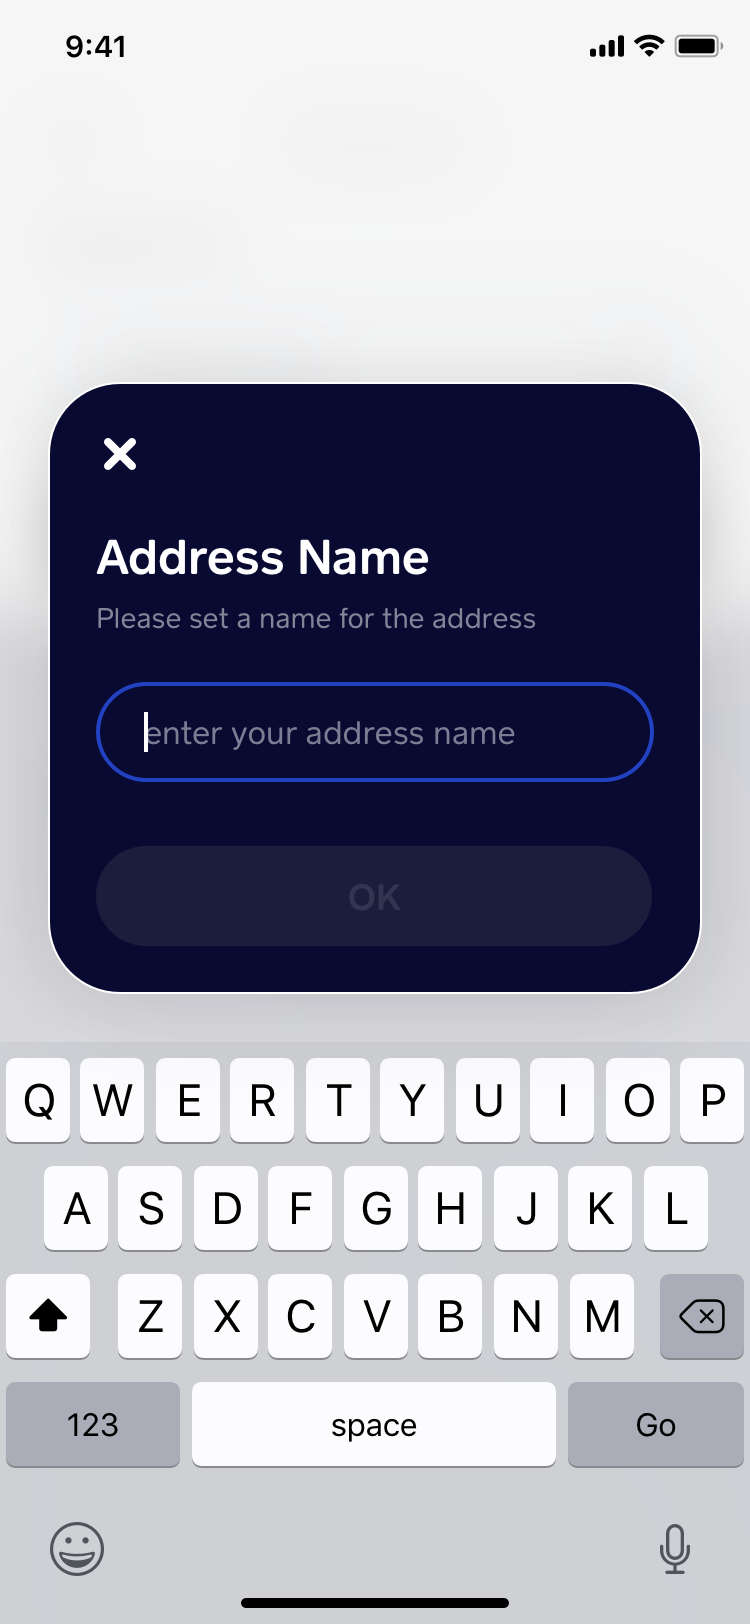 9:41
Address Name
Please set a name for the address
enter your address name
OK
Q W E R T Y U I O P
A S D F G H J K L
Z X C V B N M
123 space Go